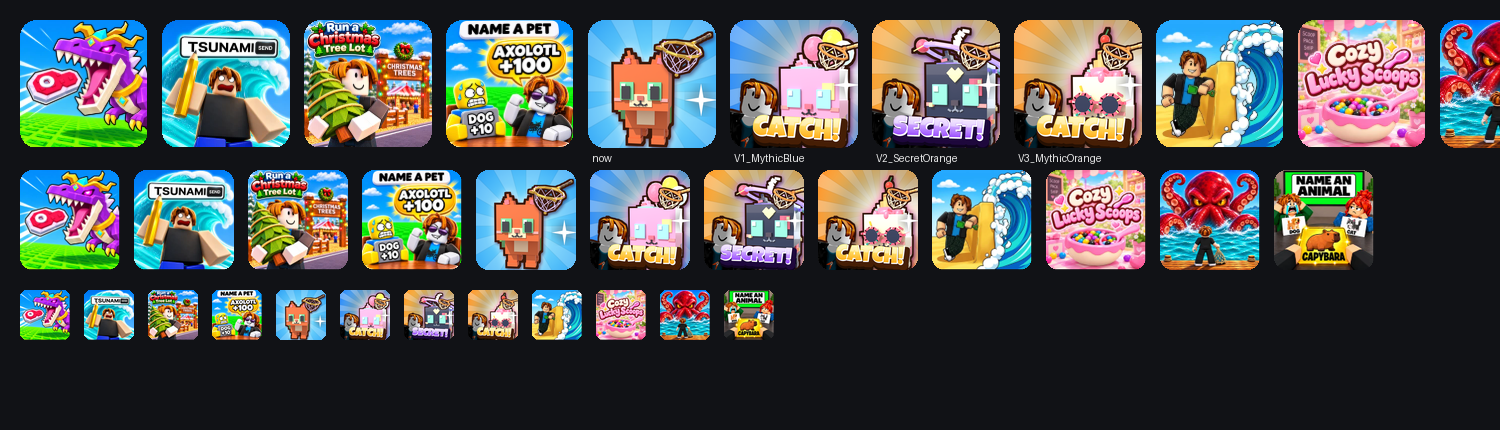 TSUNAMI SEND
Run a
Christmas
Tree Lot
CHRISTMAS
TREES
NAME A PET
AXOLOTL
+100
DOG
+10
CATCH!
SECRET!
CATCH!
Cozy
Lucky Scoops
now
V1_MythicBlue
V2_SecretOrange
V3_MythicOrange
TSUNAMI
Run a
Christmas
Tree Lot
CHRISTMAS
TREES
NAME A PET
AXOLOTL
+100
DOG
+10
CATCH!
SECRET!
CATCH!
Cozy
Lucky Scoops
NAME AN
ANIMAL
DOG
CAT
CAPYBARA
TSUNAMI
NAME A PET
AXOLOTL
+100
DOG
+10
CATCH!
SECRET!
CATCH!
Cozy
Lucky Scoops
NAME AN
ANIMAL
CAPYBARA